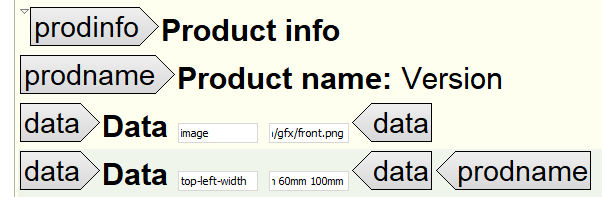 prodinfo Product info
prodname Product name: Version
data Data image /gfx/front.png data
data Data top-left-width 60mm 100mm data prodname